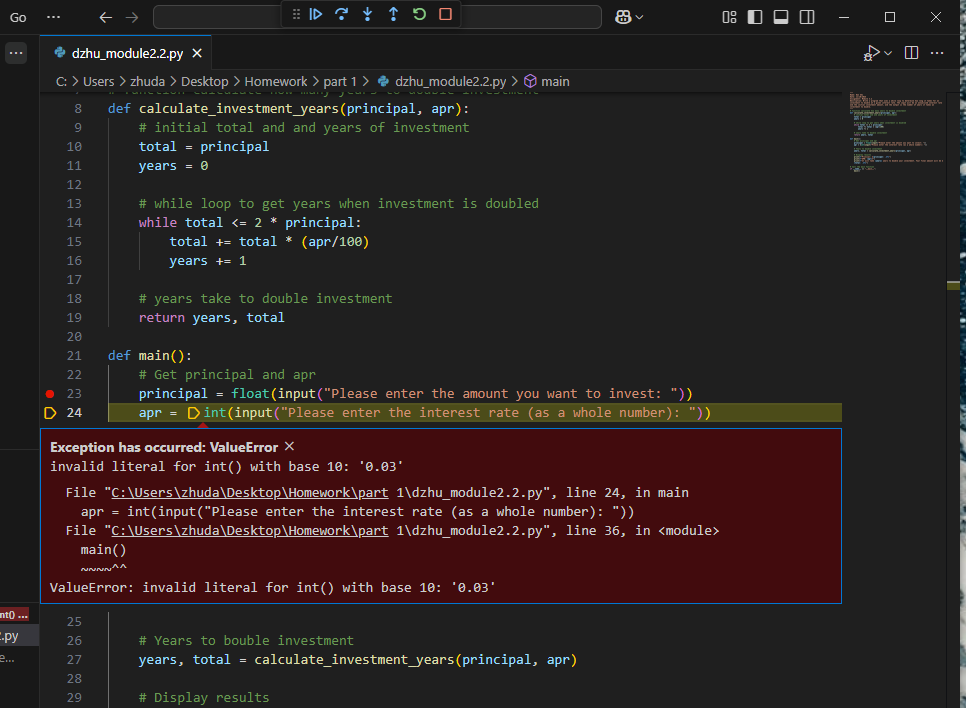 Go
dzhu_module2.2.py
C: > Users > zhuda > Desktop > Homework > part 1 > dzhu_module2.2.py > main
8 def calculate_investment_years(principal, apr):
9 # initial total and and years of investment
10 total = principal
11 years = 0
12
13 # while loop to get years when investment is doubled
14 while total <= 2 * principal:
15 total += total * (apr/100)
16 years += 1
17
18 # years take to double investment
19 return years, total
20
21 def main():
22 # Get principal and apr
23 principal = float(input("Please enter the amount you want to invest: "))
24 apr = int(input("Please enter the interest rate (as a whole number): "))
Exception has occurred: ValueError
invalid literal for int() with base 10: '0.03'
File "C:\Users\zhuda\Desktop\Homework\part 1\dzhu_module2.2.py", line 24, in main
apr = int(input("Please enter the interest rate (as a whole number): "))
File "C:\Users\zhuda\Desktop\Homework\part 1\dzhu_module2.2.py", line 36, in <module>
main()
~~~~^^
ValueError: invalid literal for int() with base 10: '0.03'
25
26 # Years to bouble investment
27 years, total = calculate_investment_years(principal, apr)
28
29 # Display results